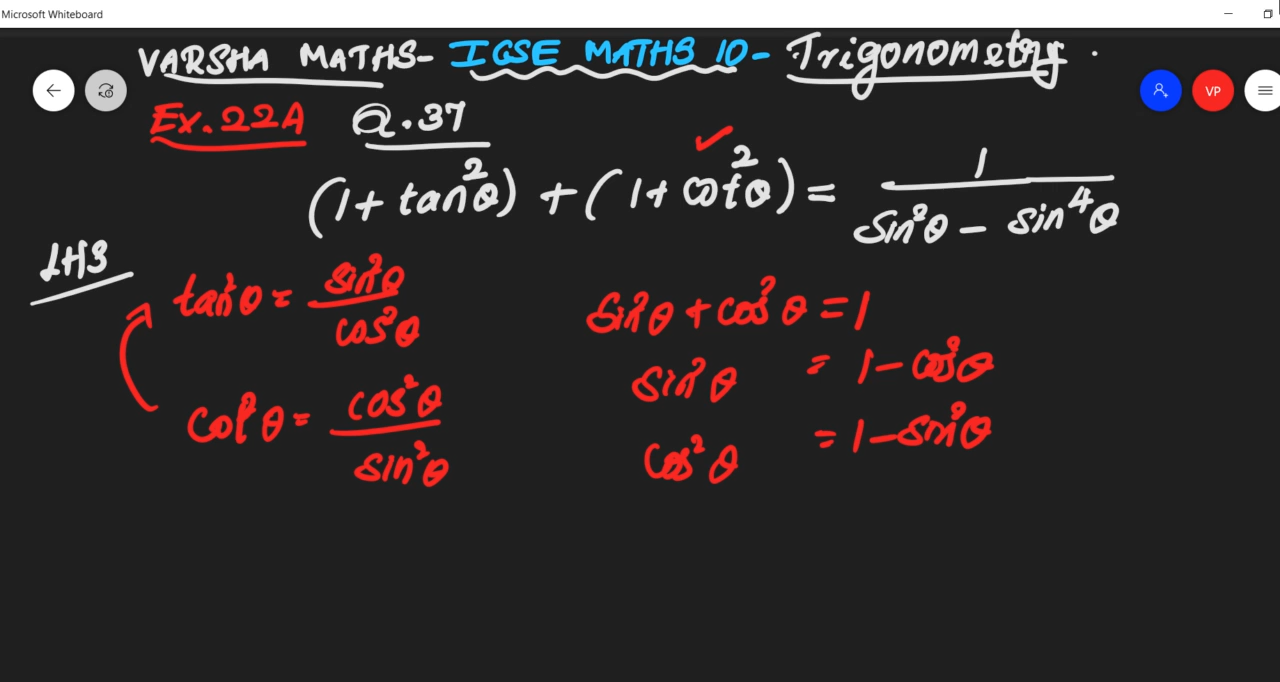 Microsoft Whiteboard
VARSHA MATHS- IGSE MATHS 10- Trigonometry.
Ex.22A Q.37
VP
(1+ tan²θ) + (1+ cot²θ) = 1 / (sin²θ - sin⁴θ)
LHS
tan²θ = sin²θ / cos²θ
cot²θ = cos²θ / sin²θ
sin²θ + cos²θ = 1
sin²θ = 1 - cos²θ
cos²θ = 1 - sin²θ